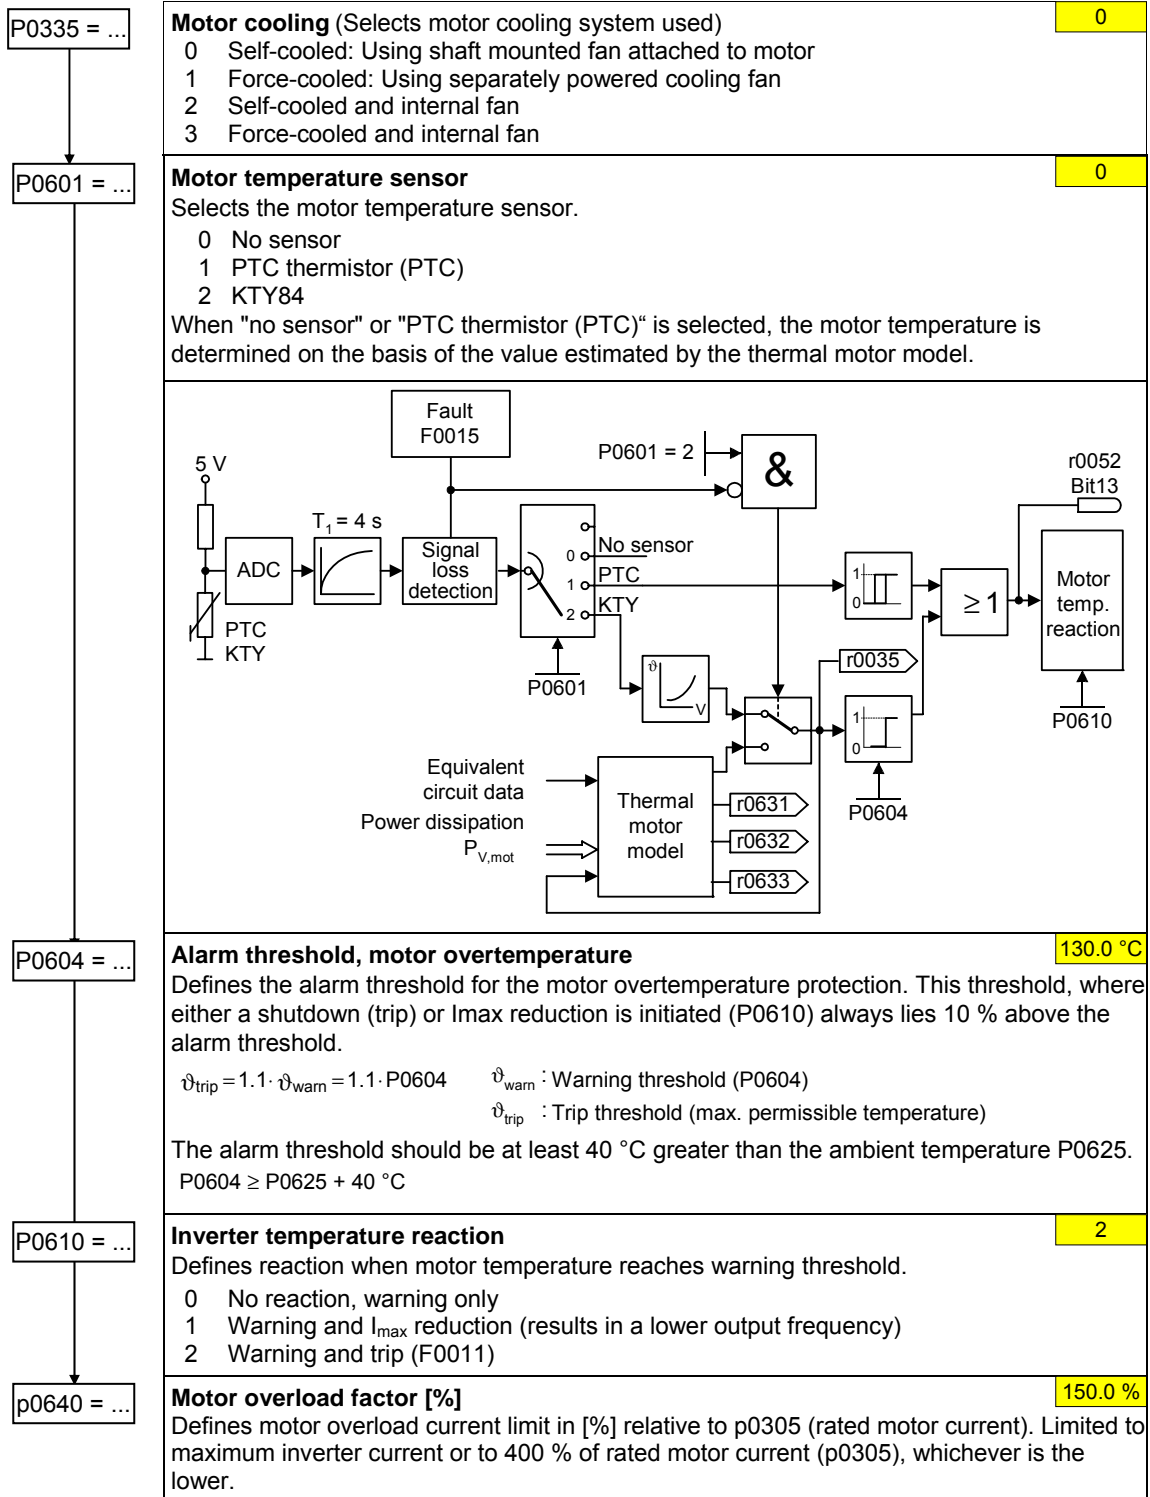 P0335 = ...
Motor cooling (Selects motor cooling system used)
0
0 Self-cooled: Using shaft mounted fan attached to motor
1 Force-cooled: Using separately powered cooling fan
2 Self-cooled and internal fan
3 Force-cooled and internal fan
P0601 = ...
Motor temperature sensor
0
Selects the motor temperature sensor.
0 No sensor
1 PTC thermistor (PTC)
2 KTY84
When "no sensor" or "PTC thermistor (PTC)“ is selected, the motor temperature is
determined on the basis of the value estimated by the thermal motor model.
Fault
F0015
P0601 = 2
&
r0052
Bit13
5 V
T1 = 4 s
ADC
Signal
loss
detection
0
No sensor
1
PTC
2
KTY
1
0
≥ 1
Motor
temp.
reaction
PTC
KTY
P0601
ϑ
V
r0035
1
0
P0610
Equivalent
circuit data
Power dissipation
PV,mot
Thermal
motor
model
r0631
r0632
r0633
P0604
P0604 = ...
Alarm threshold, motor overtemperature
130.0 °C
Defines the alarm threshold for the motor overtemperature protection. This threshold, where
either a shutdown (trip) or Imax reduction is initiated (P0610) always lies 10 % above the
alarm threshold.
ϑtrip = 1.1· ϑwarn = 1.1· P0604
ϑwarn : Warning threshold (P0604)
ϑtrip : Trip threshold (max. permissible temperature)
The alarm threshold should be at least 40 °C greater than the ambient temperature P0625.
P0604 ≥ P0625 + 40 °C
P0610 = ...
Inverter temperature reaction
2
Defines reaction when motor temperature reaches warning threshold.
0 No reaction, warning only
1 Warning and Imax reduction (results in a lower output frequency)
2 Warning and trip (F0011)
p0640 = ...
Motor overload factor [%]
150.0 %
Defines motor overload current limit in [%] relative to p0305 (rated motor current). Limited to
maximum inverter current or to 400 % of rated motor current (p0305), whichever is the
lower.